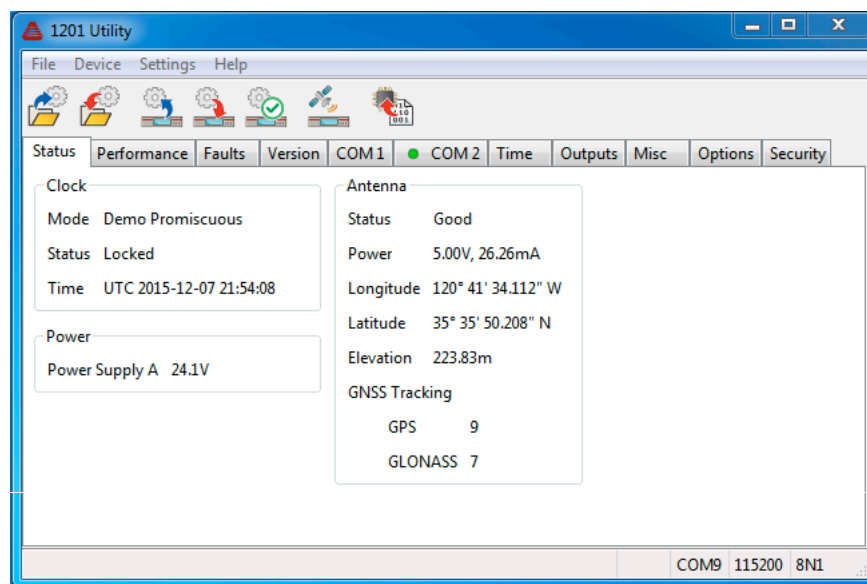 1201 Utility
File Device Settings Help
Status Performance Faults Version COM 1 COM 2 Time Outputs Misc Options Security
Clock
Mode Demo Promiscuous
Status Locked
Time UTC 2015-12-07 21:54:08
Power
Power Supply A 24.1V
Antenna
Status Good
Power 5.00V, 26.26mA
Longitude 120° 41' 34.112" W
Latitude 35° 35' 50.208" N
Elevation 223.83m
GNSS Tracking
GPS 9
GLONASS 7
COM9 115200 8N1